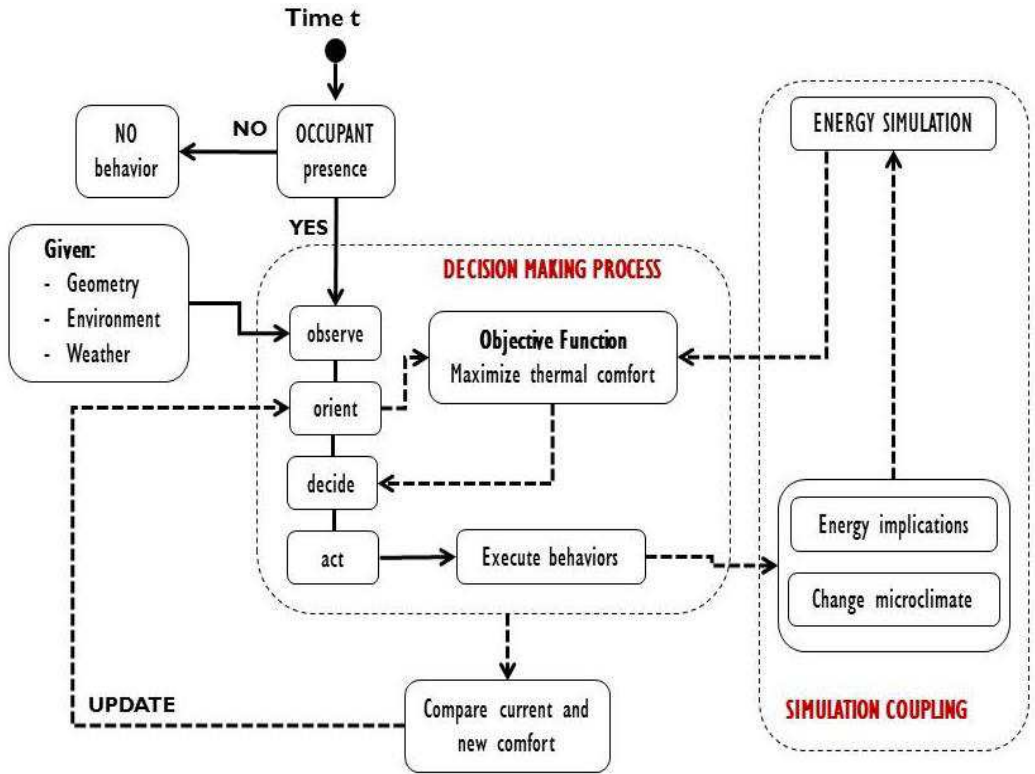 Time t
NO
behavior
NO
OCCUPANT
presence
YES
Given:
- Geometry
- Environment
- Weather
DECISION MAKING PROCESS
observe
orient
decide
act
Objective Function
Maximize thermal comfort
Execute behaviors
ENERGY SIMULATION
Energy implications
Change microclimate
SIMULATION COUPLING
UPDATE
Compare current and
new comfort